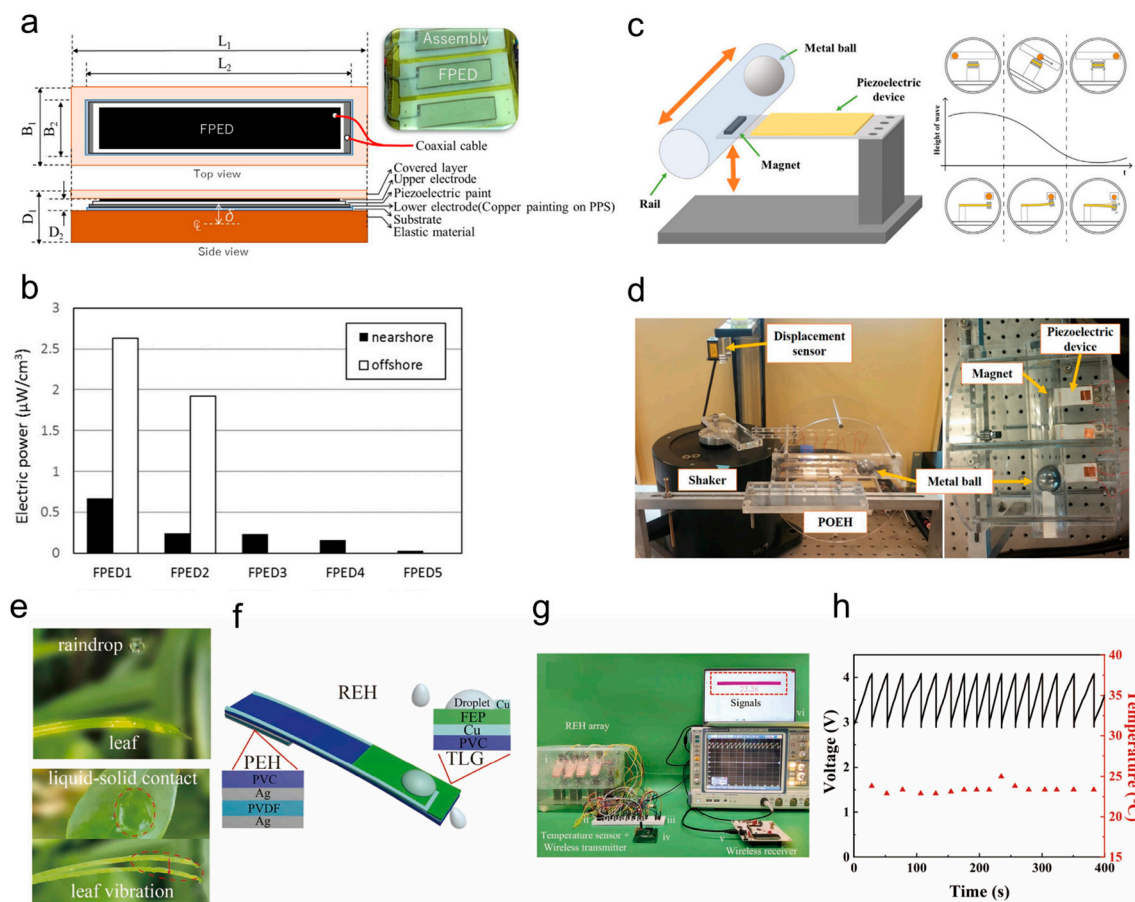 a
L1
L2
B1
B2
FPED
Assembly
FPED
Coaxial cable
Top view
Covered layer
Upper electrode
Piezoelectric paint
Lower electrode(Copper painting on PPS)
Substrate
Elastic material
D1
D2
δ
℄
Side view
b
Electric power (μW/cm³)
3
2.5
2
1.5
1
0.5
0
nearshore
offshore
FPED1 FPED2 FPED3 FPED4 FPED5
c
Metal ball
Piezoelectric
device
Magnet
Rail
Height of wave
t
d
Displacement
sensor
Shaker
Metal ball
POEH
Piezoelectric
device
Magnet
e
raindrop
leaf
liquid-solid contact
leaf vibration
f
REH
Droplet Cu
FEP
Cu
PVC
TLG
PEH
PVC
Ag
PVDF
Ag
g
REH array
Signals
i
ii
iii
iv
v
vi
Temperature sensor +
Wireless transmitter
Wireless receiver
h
Voltage (V)
4
3
2
1
0
Temperature (°C)
40
35
30
25
20
15
0 100 200 300 400
Time (s)